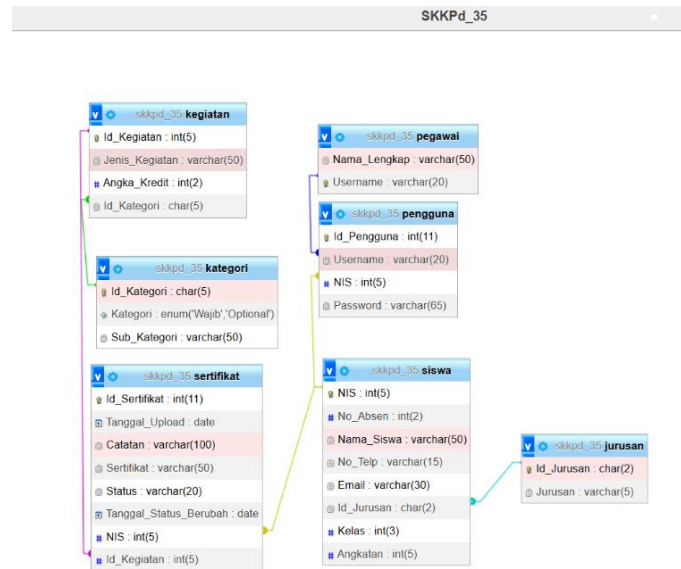 SKKPd_35
skkpd_35 kegiatan
Id_Kegiatan : int(5)
Jenis_Kegiatan : varchar(50)
Angka_Kredit : int(2)
Id_Kategori : char(5)
skkpd_35 pegawai
Nama_Lengkap : varchar(50)
Username : varchar(20)
skkpd_35 pengguna
Id_Pengguna : int(11)
Username : varchar(20)
NIS : int(5)
Password : varchar(65)
skkpd_35 kategori
Id_Kategori : char(5)
Kategori : enum('Wajib','Optional')
Sub_Kategori : varchar(50)
skkpd_35 sertifikat
Id_Sertifikat : int(11)
Tanggal_Upload : date
Catatan : varchar(100)
Sertifikat : varchar(50)
Status : varchar(20)
Tanggal_Status_Berubah : date
NIS : int(5)
Id_Kegiatan : int(5)
skkpd_35 siswa
NIS : int(5)
No_Absen : int(2)
Nama_Siswa : varchar(50)
No_Telp : varchar(15)
Email : varchar(30)
Id_Jurusan : char(2)
Kelas : int(3)
Angkatan : int(5)
skkpd_35 jurusan
Id_Jurusan : char(2)
Jurusan : varchar(5)